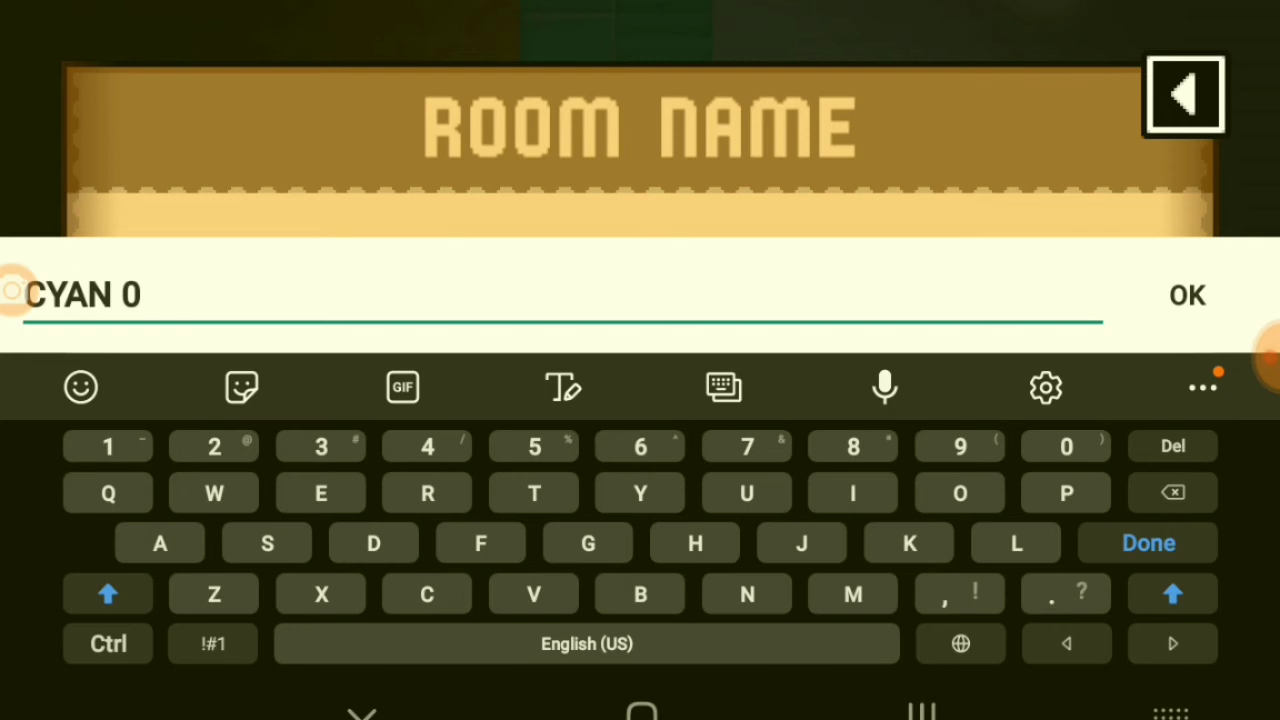 ROOM NAME
CYAN 0
OK
GIF
1 - 2 @ 3 # 4 / 5 % 6 ^ 7 & 8 * 9 ( 0 ) Del
Q W E R T Y U I O P
A S D F G H J K L Done
Z X C V B N M , ! . ?
Ctrl !#1 English (US)